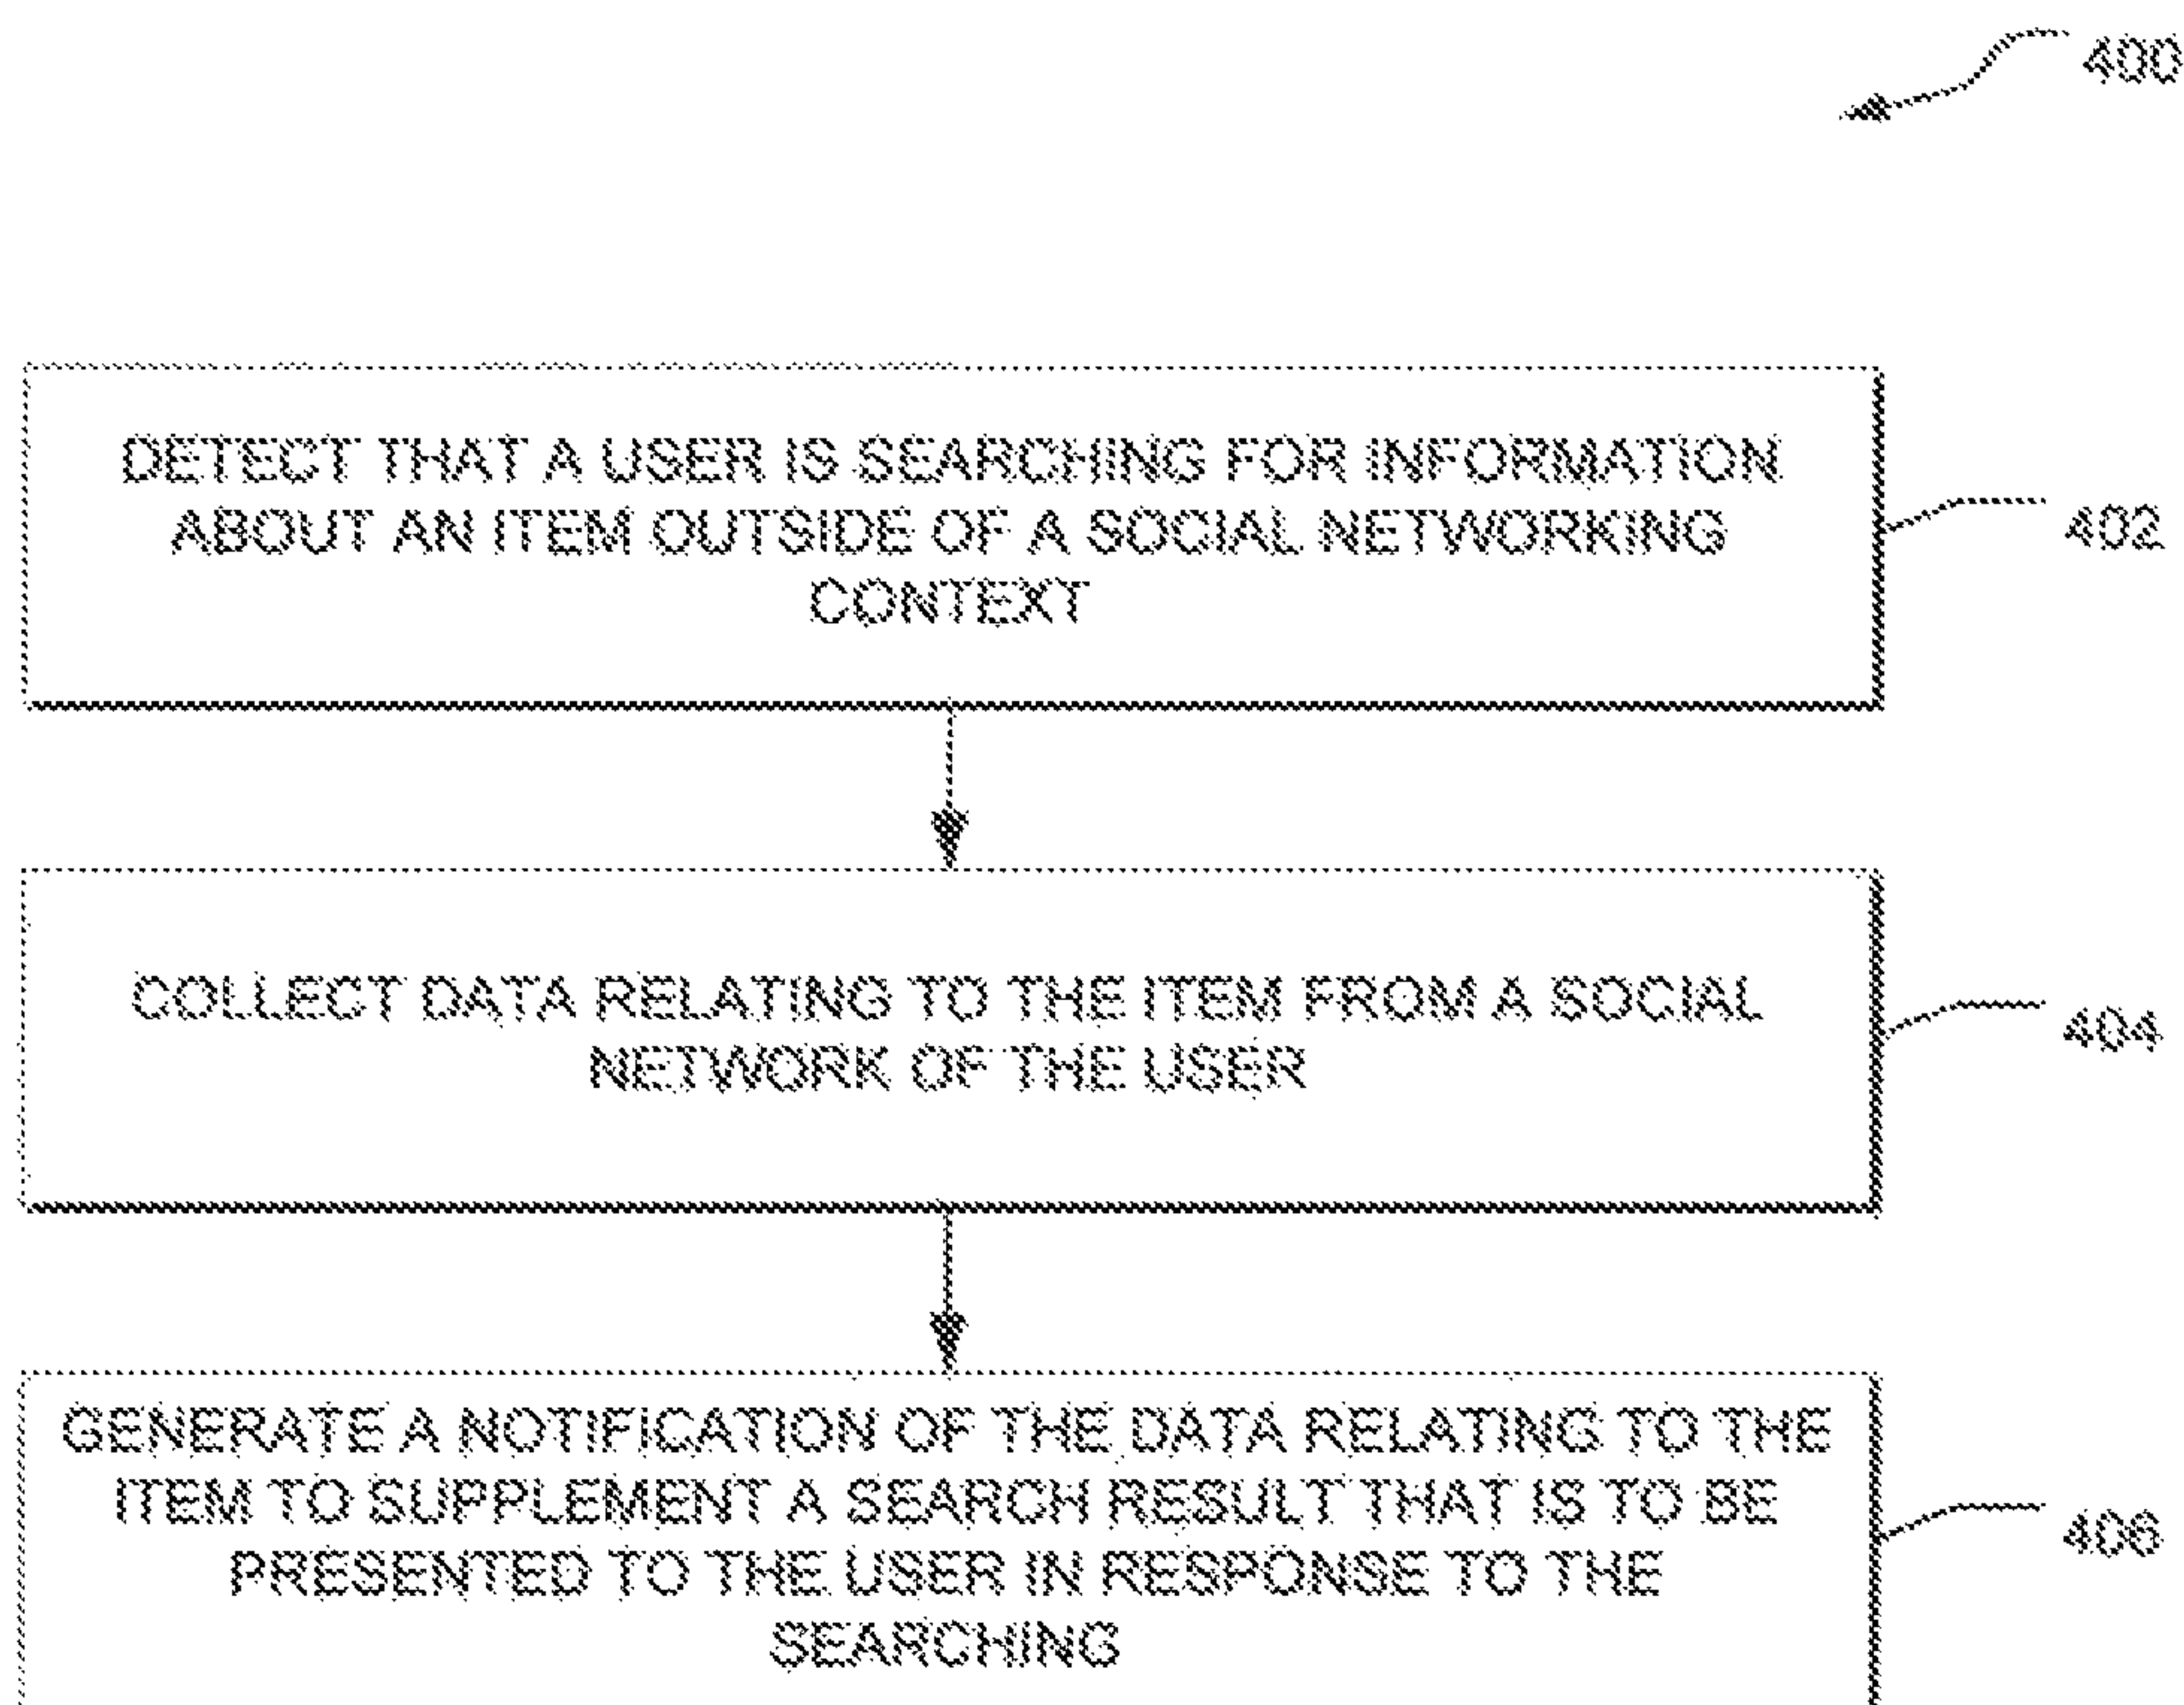 400
DETECT THAT A USER IS SEARCHING FOR INFORMATION
ABOUT AN ITEM OUTSIDE OF A SOCIAL NETWORKING
CONTEXT
402
COLLECT DATA RELATING TO THE ITEM FROM A SOCIAL
NETWORK OF THE USER
404
GENERATE A NOTIFICATION OF THE DATA RELATING TO THE
ITEM TO SUPPLEMENT A SEARCH RESULT THAT IS TO BE
PRESENTED TO THE USER IN RESPONSE TO THE
SEARCHING
406